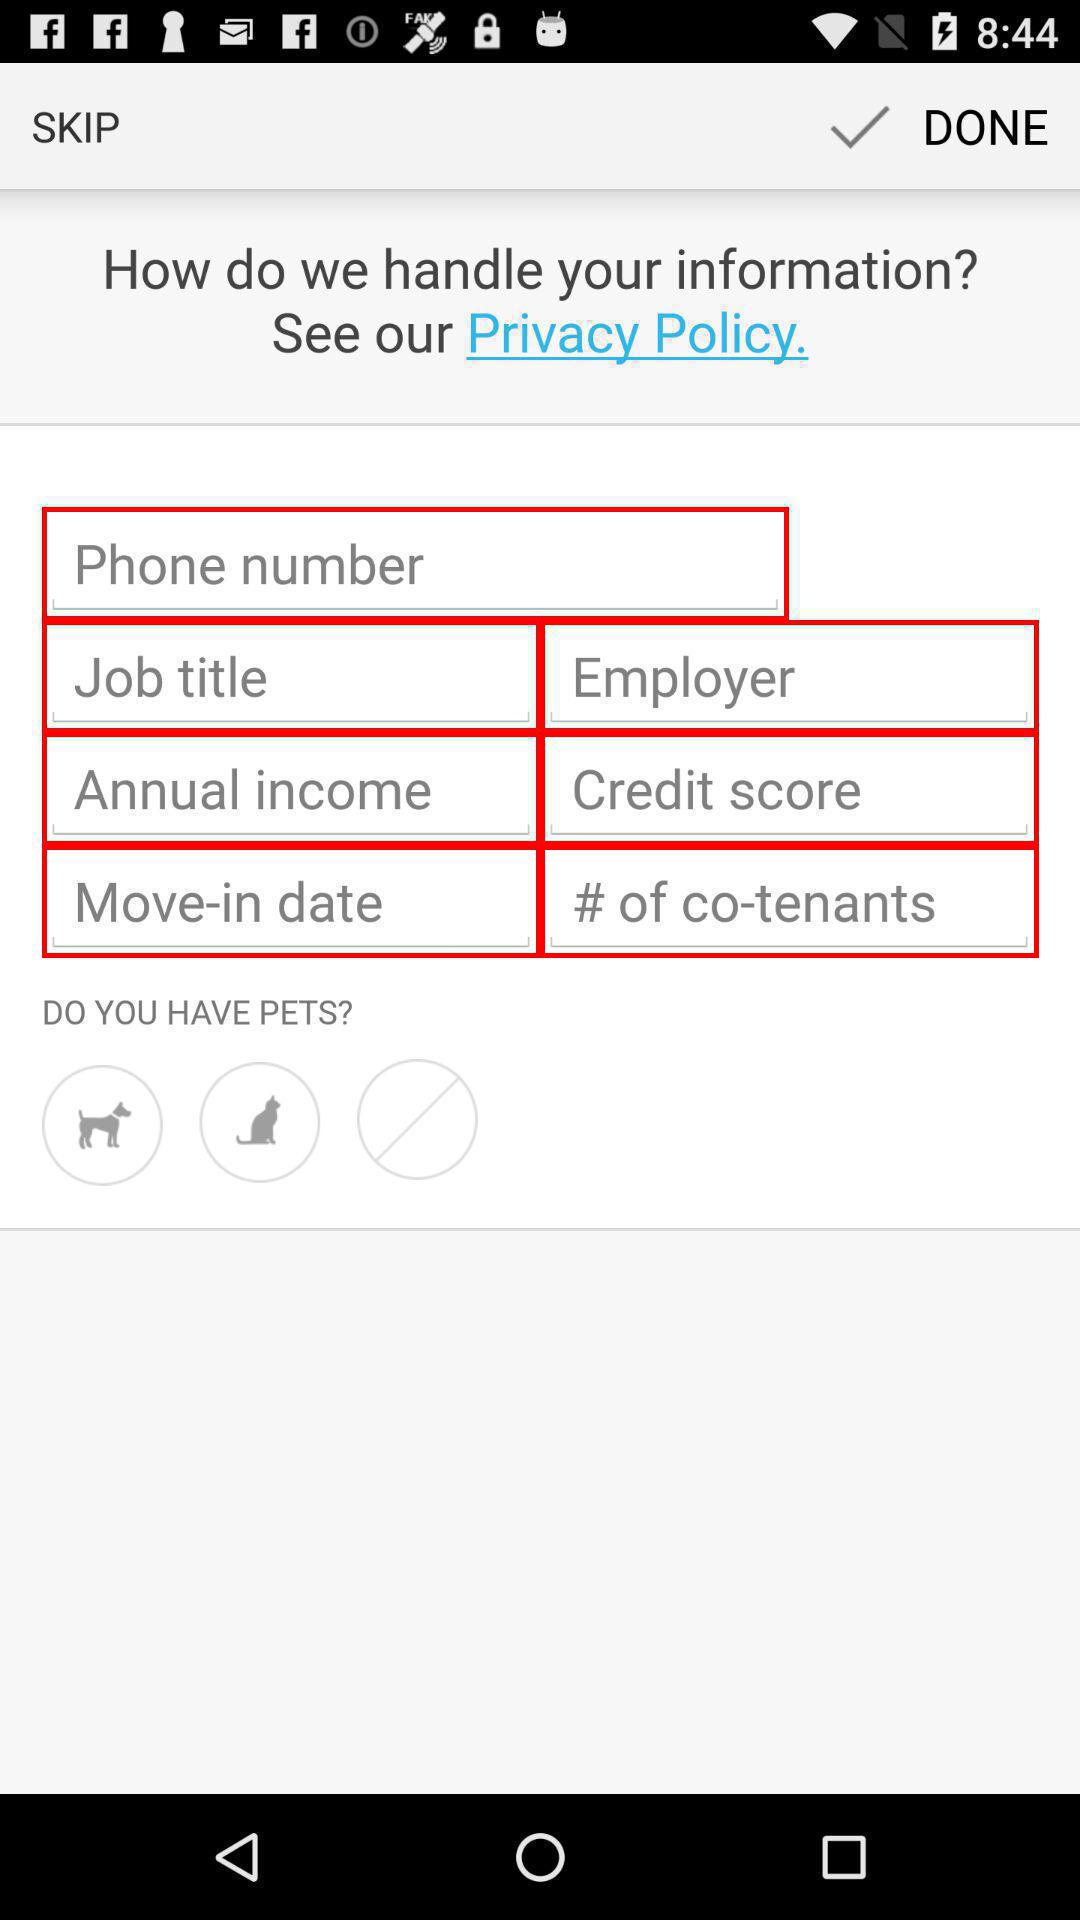 FAKE
8:44
SKIP
DONE
How do we handle your information?
See our Privacy Policy.
Phone number
Job title
Employer
Annual income
Credit score
Move-in date
# of co-tenants
DO YOU HAVE PETS?